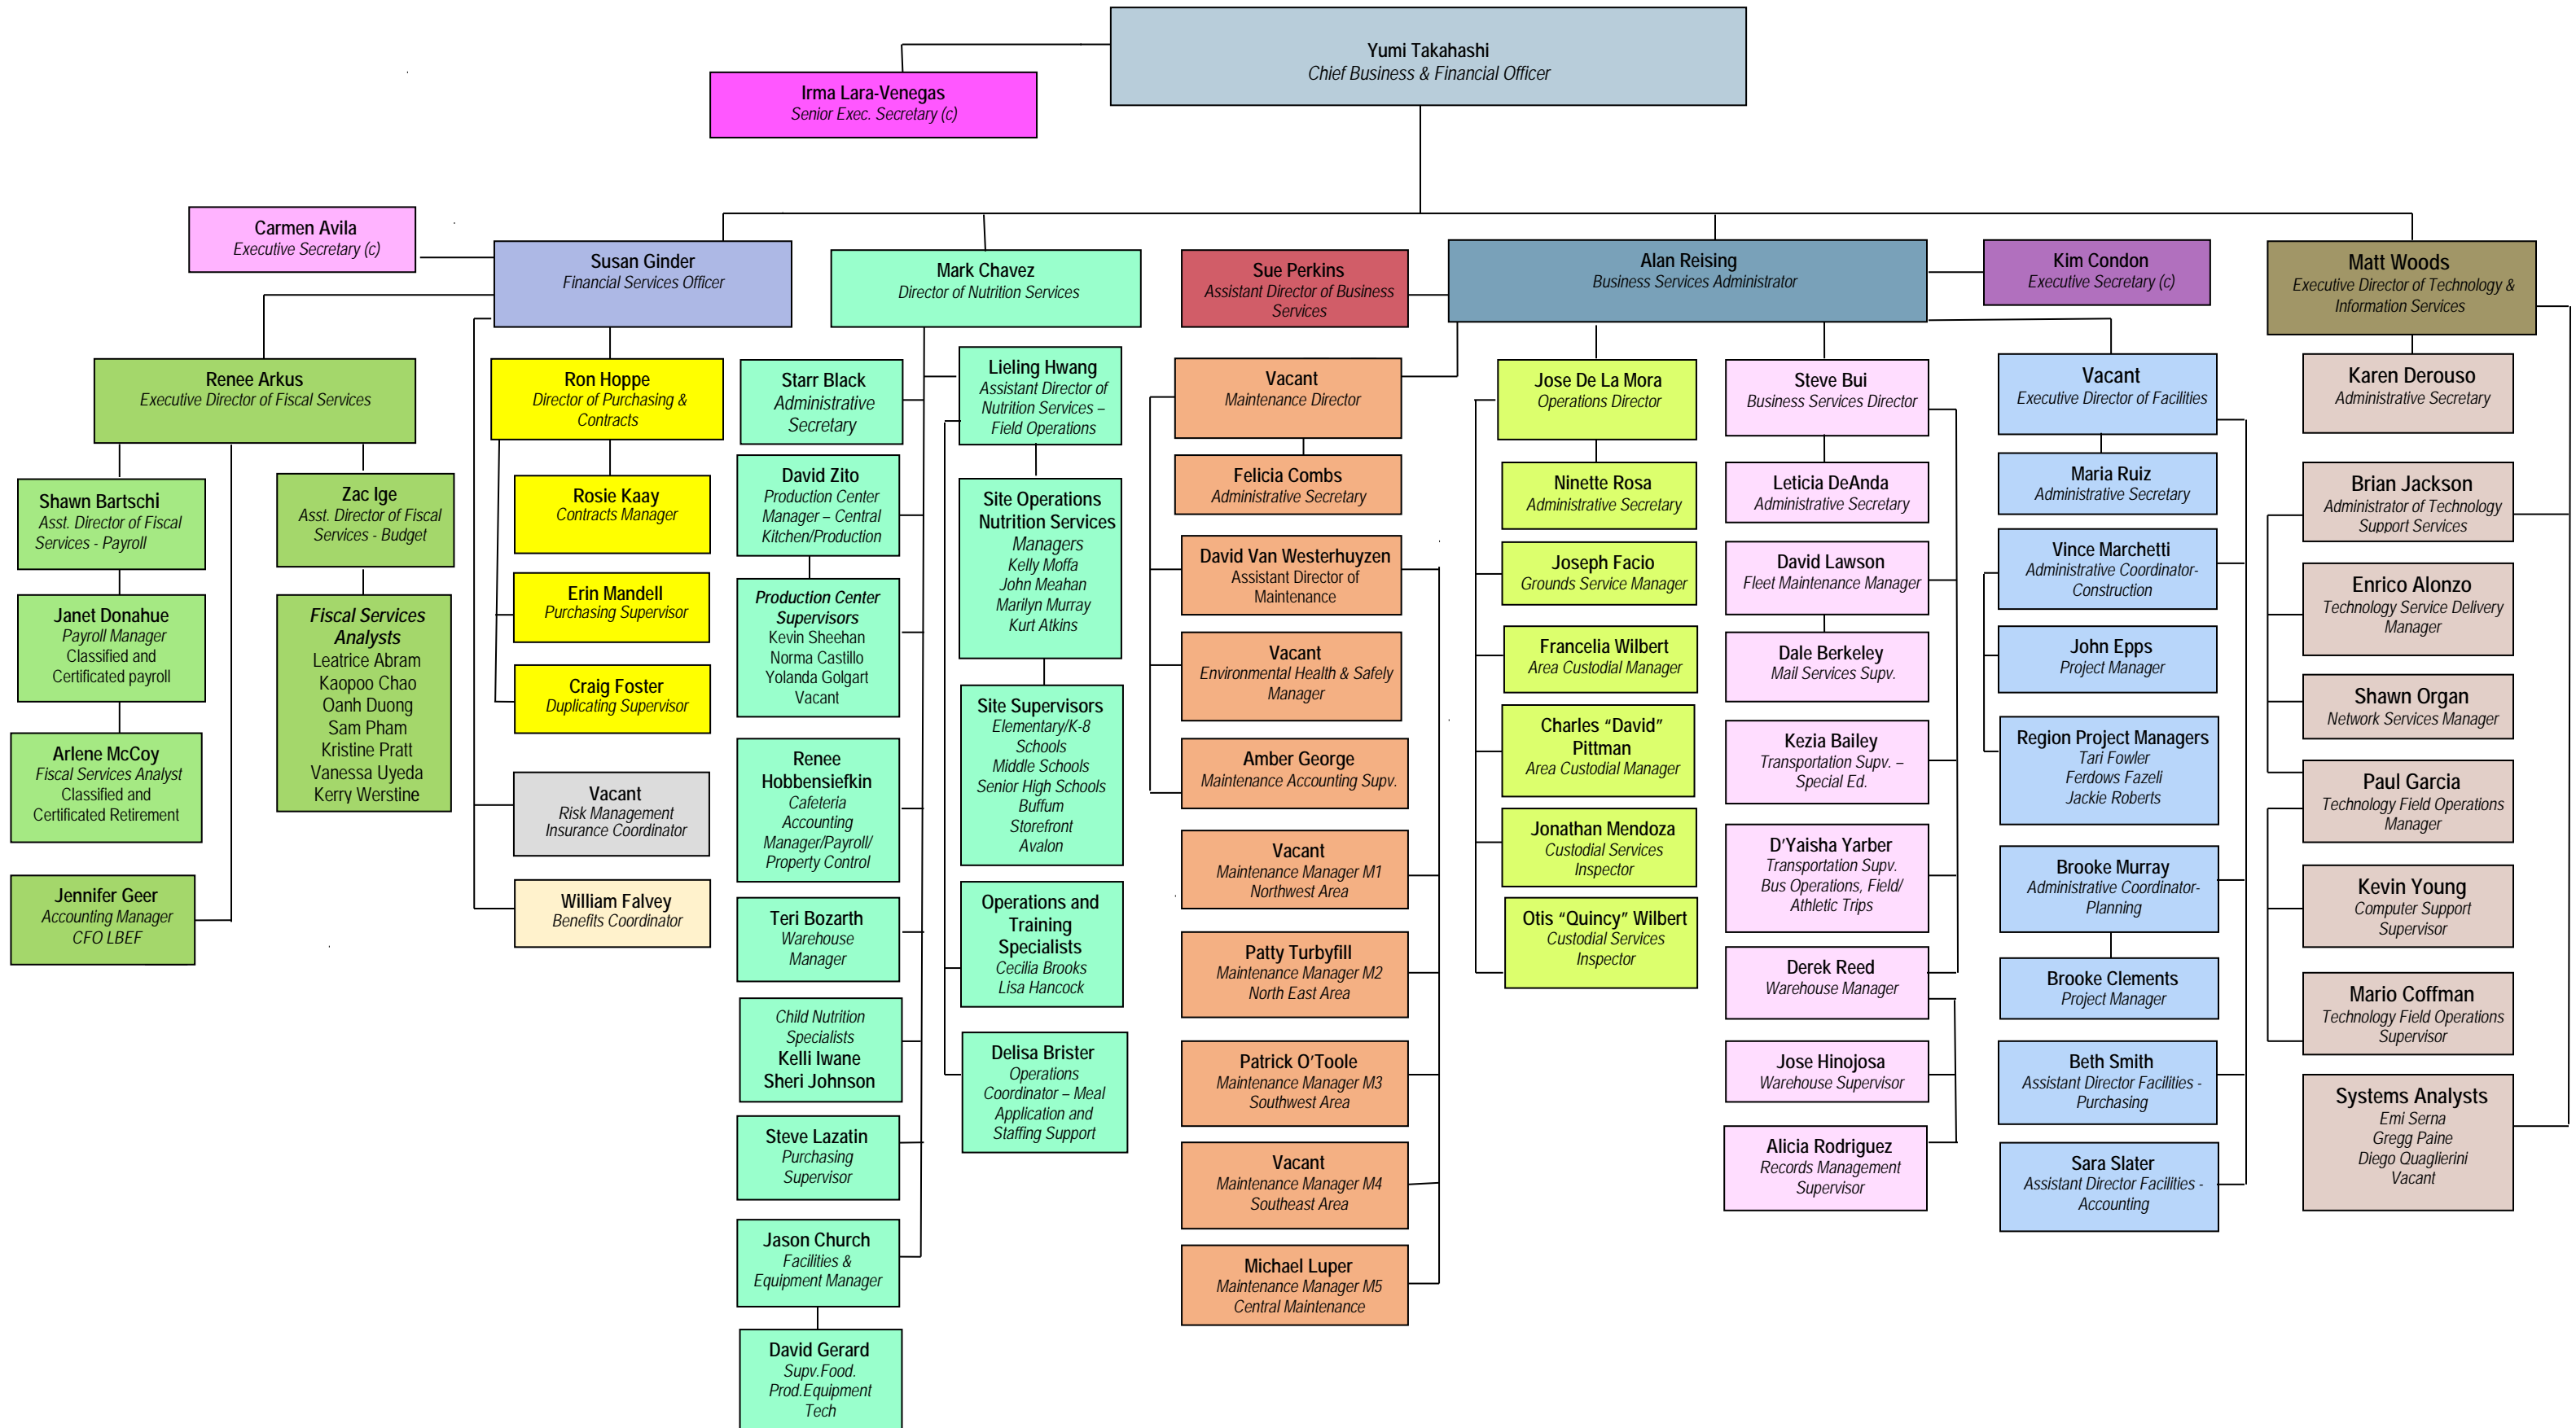 Yumi Takahashi
Chief Business & Financial Officer
Irma Lara-Venegas
Senior Exec. Secretary (c)
Carmen Avila
Executive Secretary (c)
Susan Ginder
Financial Services Officer
Mark Chavez
Director of Nutrition Services
Sue Perkins
Assistant Director of Business
Services
Alan Reising
Business Services Administrator
Kim Condon
Executive Secretary (c)
Matt Woods
Executive Director of Technology &
Information Services
Renee Arkus
Executive Director of Fiscal Services
Shawn Bartschi
Asst. Director of Fiscal
Services - Payroll
Janet Donahue
Payroll Manager
Classified and
Certificated payroll
Arlene McCoy
Fiscal Services Analyst
Classified and
Certificated Retirement
Jennifer Geer
Accounting Manager
CFO LBEF
Zac Ige
Asst. Director of Fiscal
Services - Budget
Fiscal Services
Analysts
Leatrice Abram
Kaopoo Chao
Oanh Duong
Sam Pham
Kristine Pratt
Vanessa Uyeda
Kerry Werstine
Ron Hoppe
Director of Purchasing &
Contracts
Rosie Kaay
Contracts Manager
Erin Mandell
Purchasing Supervisor
Craig Foster
Duplicating Supervisor
Vacant
Risk Management
Insurance Coordinator
William Falvey
Benefits Coordinator
Starr Black
Administrative
Secretary
David Zito
Production Center
Manager – Central
Kitchen/Production
Production Center
Supervisors
Kevin Sheehan
Norma Castillo
Yolanda Golgart
Vacant
Renee
Hobbensiefkin
Cafeteria
Accounting
Manager/Payroll/
Property Control
Teri Bozarth
Warehouse
Manager
Child Nutrition
Specialists
Kelli Iwane
Sheri Johnson
Steve Lazatin
Purchasing
Supervisor
Jason Church
Facilities &
Equipment Manager
David Gerard
Supv.Food.
Prod.Equipment
Tech
Lieling Hwang
Assistant Director of
Nutrition Services –
Field Operations
Site Operations
Nutrition Services
Managers
Kelly Moffa
John Meahan
Marilyn Murray
Kurt Atkins
Site Supervisors
Elementary/K-8
Schools
Middle Schools
Senior High Schools
Buffum
Storefront
Avalon
Operations and
Training
Specialists
Cecilia Brooks
Lisa Hancock
Delisa Brister
Operations
Coordinator – Meal
Application and
Staffing Support
Vacant
Maintenance Director
Felicia Combs
Administrative Secretary
David Van Westerhuyzen
Assistant Director of
Maintenance
Vacant
Environmental Health & Safely
Manager
Amber George
Maintenance Accounting Supv.
Vacant
Maintenance Manager M1
Northwest Area
Patty Turbyfill
Maintenance Manager M2
North East Area
Patrick O'Toole
Maintenance Manager M3
Southwest Area
Vacant
Maintenance Manager M4
Southeast Area
Michael Luper
Maintenance Manager M5
Central Maintenance
Jose De La Mora
Operations Director
Ninette Rosa
Administrative Secretary
Joseph Facio
Grounds Service Manager
Francelia Wilbert
Area Custodial Manager
Charles “David”
Pittman
Area Custodial Manager
Jonathan Mendoza
Custodial Services
Inspector
Otis “Quincy” Wilbert
Custodial Services
Inspector
Steve Bui
Business Services Director
Leticia DeAnda
Administrative Secretary
David Lawson
Fleet Maintenance Manager
Dale Berkeley
Mail Services Supv.
Kezia Bailey
Transportation Supv. –
Special Ed.
D'Yaisha Yarber
Transportation Supv.
Bus Operations, Field/
Athletic Trips
Derek Reed
Warehouse Manager
Jose Hinojosa
Warehouse Supervisor
Alicia Rodriguez
Records Management
Supervisor
Vacant
Executive Director of Facilities
Maria Ruiz
Administrative Secretary
Vince Marchetti
Administrative Coordinator-
Construction
John Epps
Project Manager
Region Project Managers
Tari Fowler
Ferdows Fazeli
Jackie Roberts
Brooke Murray
Administrative Coordinator-
Planning
Brooke Clements
Project Manager
Beth Smith
Assistant Director Facilities -
Purchasing
Sara Slater
Assistant Director Facilities -
Accounting
Karen Derouso
Administrative Secretary
Brian Jackson
Administrator of Technology
Support Services
Enrico Alonzo
Technology Service Delivery
Manager
Shawn Organ
Network Services Manager
Paul Garcia
Technology Field Operations
Manager
Kevin Young
Computer Support
Supervisor
Mario Coffman
Technology Field Operations
Supervisor
Systems Analysts
Emi Serna
Gregg Paine
Diego Quaglierini
Vacant